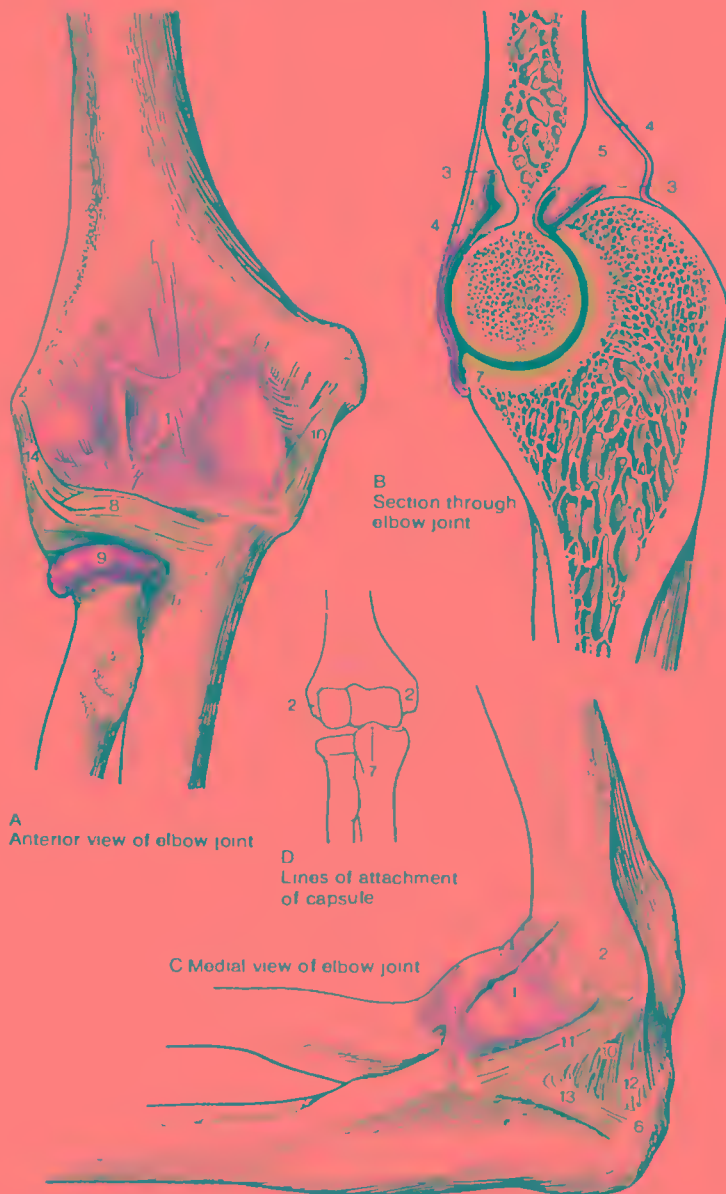 4
5
3
3
4
7
2
14
10
8
9
1
B
Section through
elbow joint
2
2
7
A
Anterior view of elbow joint
D
Lines of attachment
of capsule
C Medial view of elbow joint
2
1
11
10
12
13
6